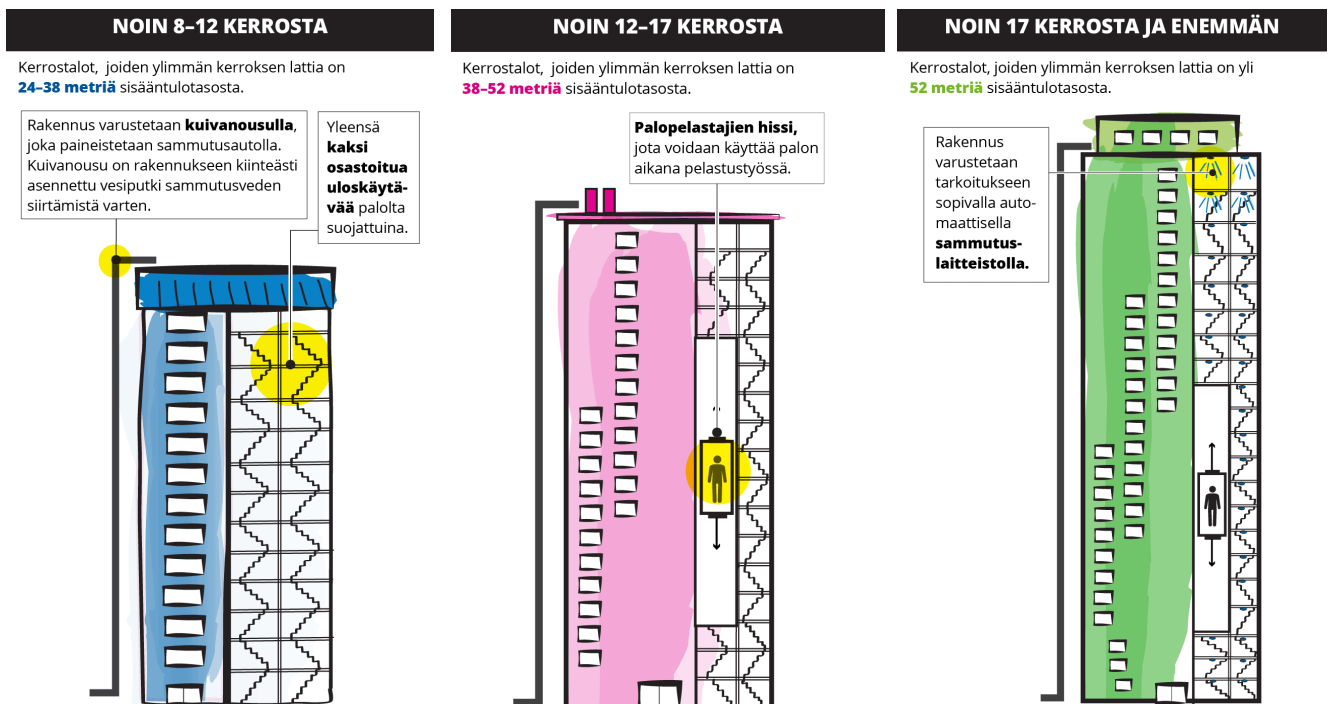 NOIN 8–12 KERROSTA
Kerrostalot, joiden ylimmän kerroksen lattia on
24–38 metriä sisääntulotasosta.
Rakennus varustetaan kuivanousulla,
joka paineistetaan sammutusautolla.
Kuivanousu on rakennukseen kiinteästi
asennettu vesiputki sammutusveden
siirtämistä varten.
Yleensä
kaksi
osastoitua
uloskäytä-
vää palolta
suojattuina.
NOIN 12–17 KERROSTA
Kerrostalot, joiden ylimmän kerroksen lattia on
38–52 metriä sisääntulotasosta.
Palopelastajien hissi,
jota voidaan käyttää palon
aikana pelastustyössä.
NOIN 17 KERROSTA JA ENEMMÄN
Kerrostalot, joiden ylimmän kerroksen lattia on yli
52 metriä sisääntulotasosta.
Rakennus
varustetaan
tarkoitukseen
sopivalla auto-
maattisella
sammutus-
laitteistolla.